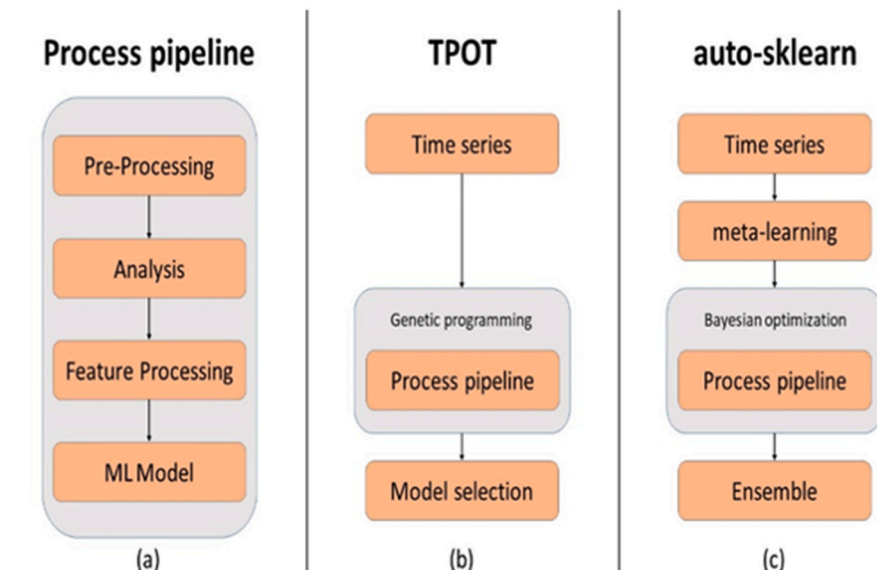 Process pipeline
Pre-Processing
Analysis
Feature Processing
ML Model
(a)
TPOT
Time series
Genetic programming
Process pipeline
Model selection
(b)
auto-sklearn
Time series
meta-learning
Bayesian optimization
Process pipeline
Ensemble
(c)